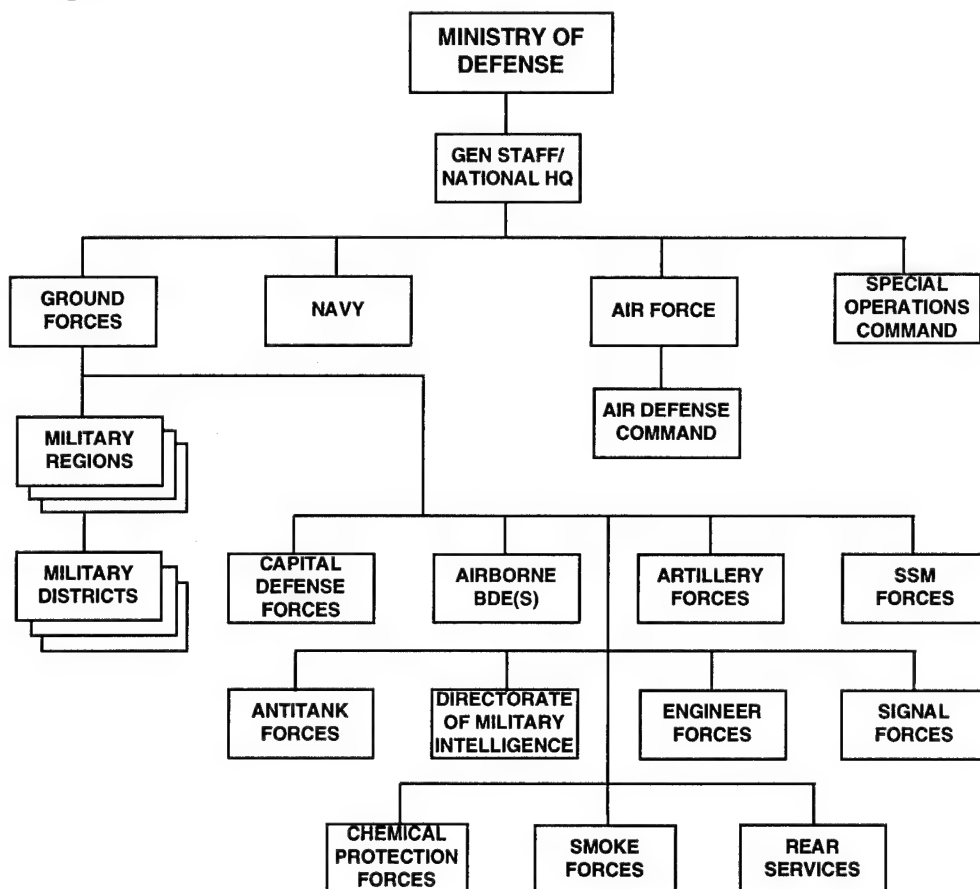 MINISTRY OF
DEFENSE
GEN STAFF/
NATIONAL HQ
GROUND
FORCES
NAVY
AIR FORCE
SPECIAL
OPERATIONS
COMMAND
AIR DEFENSE
COMMAND
MILITARY
REGIONS
MILITARY
DISTRICTS
CAPITAL
DEFENSE
FORCES
AIRBORNE
BDE(S)
ARTILLERY
FORCES
SSM
FORCES
ANTITANK
FORCES
DIRECTORATE
OF MILITARY
INTELLIGENCE
ENGINEER
FORCES
SIGNAL
FORCES
CHEMICAL
PROTECTION
FORCES
SMOKE
FORCES
REAR
SERVICES